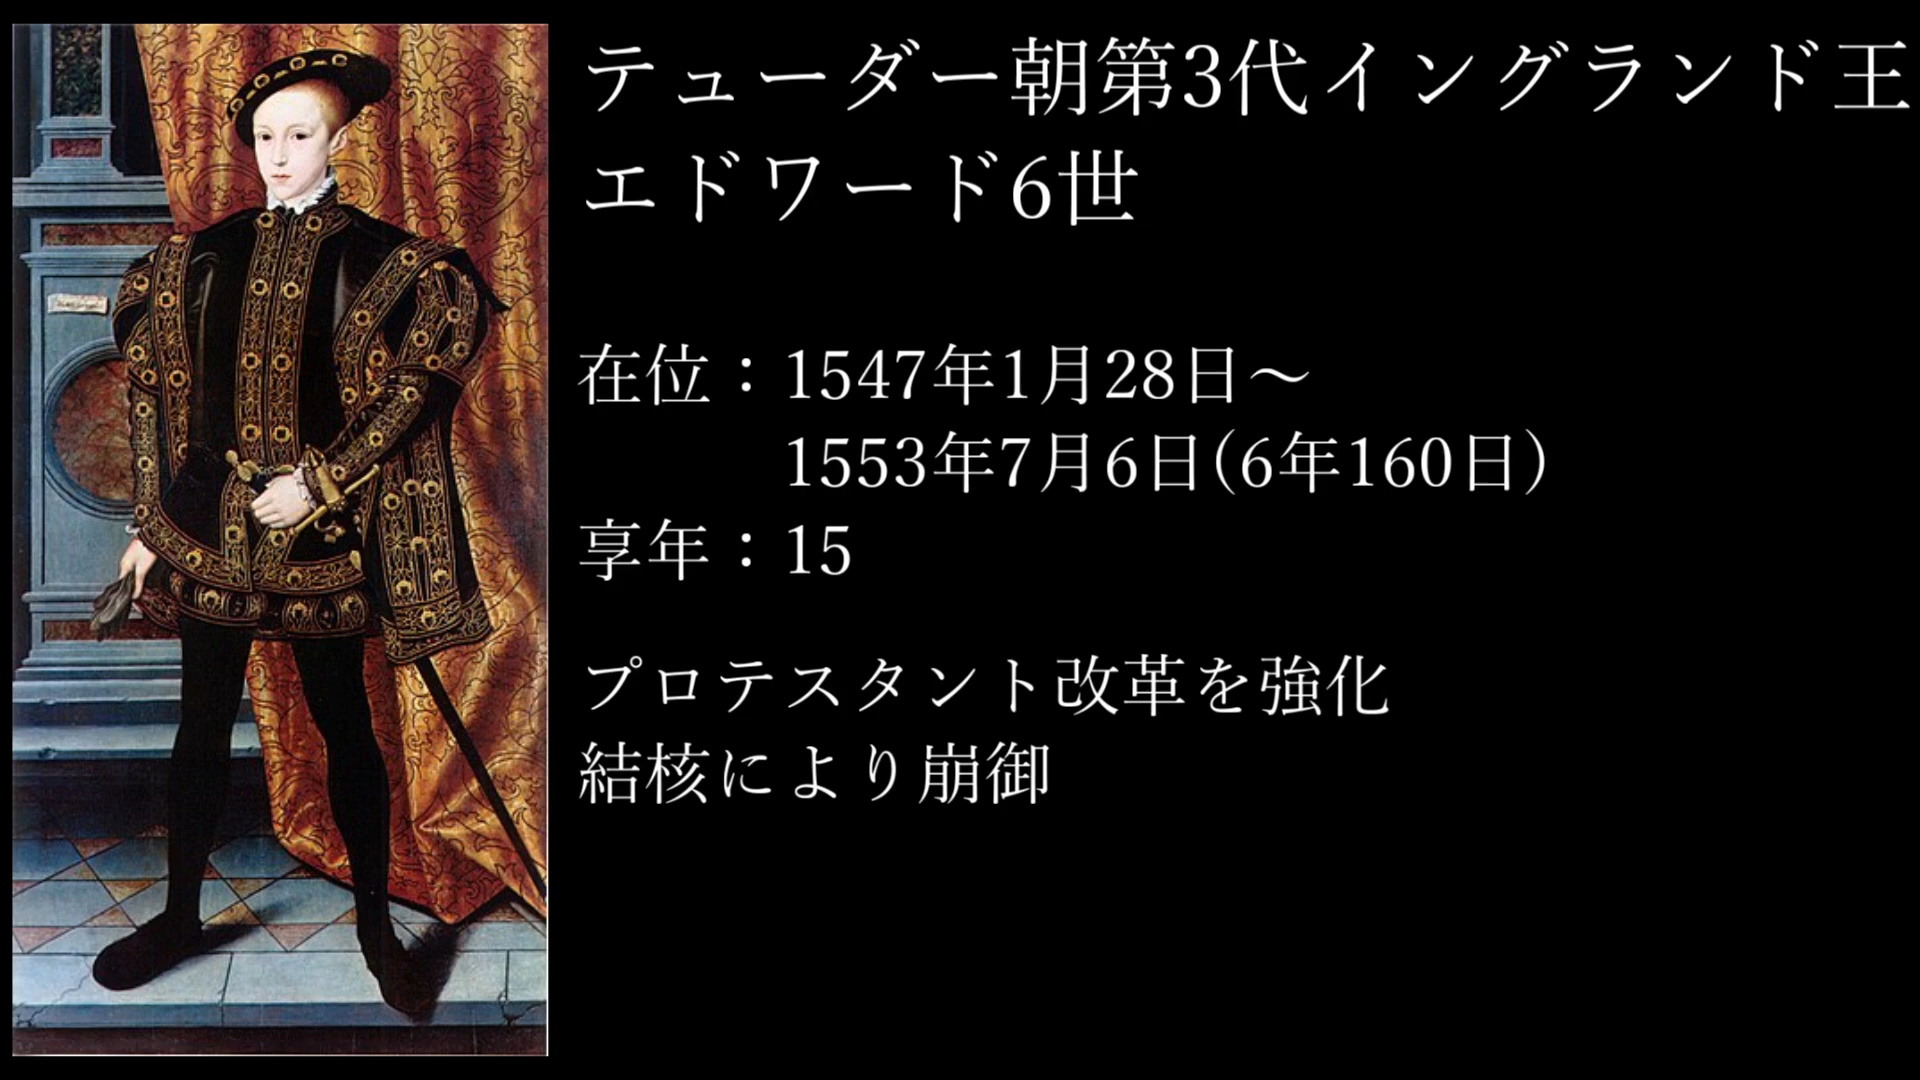 テューダー朝第3代イングランド王
エドワード6世
在位：1547年1月28日～
1553年7月6日(6年160日)
享年：15
プロテスタント改革を強化
結核により崩御